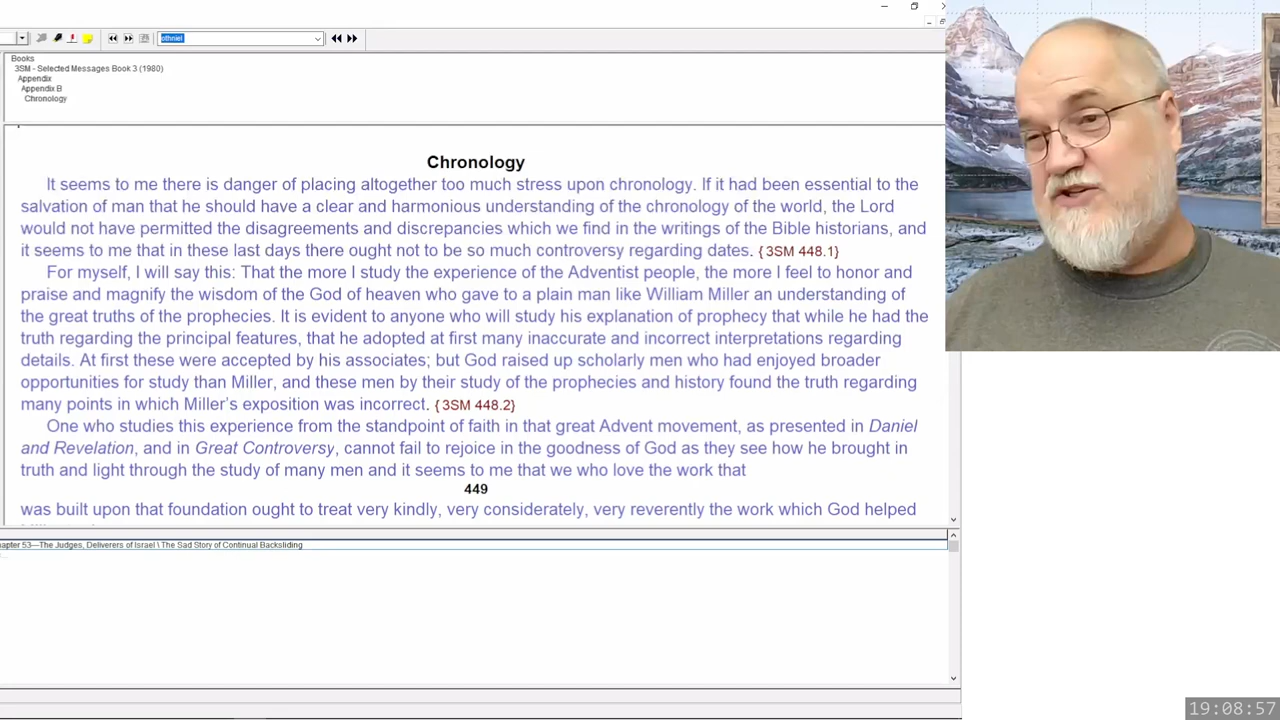 othniel
Books
3SM - Selected Messages Book 3 (1980)
Appendix
Appendix B
Chronology
Chronology
It seems to me there is danger of placing altogether too much stress upon chronology. If it had been essential to the
salvation of man that he should have a clear and harmonious understanding of the chronology of the world, the Lord
would not have permitted the disagreements and discrepancies which we find in the writings of the Bible historians, and
it seems to me that in these last days there ought not to be so much controversy regarding dates. {3SM 448.1}
For myself, I will say this: That the more I study the experience of the Adventist people, the more I feel to honor and
praise and magnify the wisdom of the God of heaven who gave to a plain man like William Miller an understanding of
the great truths of the prophecies. It is evident to anyone who will study his explanation of prophecy that while he had the
truth regarding the principal features, that he adopted at first many inaccurate and incorrect interpretations regarding
details. At first these were accepted by his associates; but God raised up scholarly men who had enjoyed broader
opportunities for study than Miller, and these men by their study of the prophecies and history found the truth regarding
many points in which Miller's exposition was incorrect. {3SM 448.2}
One who studies this experience from the standpoint of faith in that great Advent movement, as presented in Daniel
and Revelation, and in Great Controversy, cannot fail to rejoice in the goodness of God as they see how he brought in
truth and light through the study of many men and it seems to me that we who love the work that
449
was built upon that foundation ought to treat very kindly, very considerately, very reverently the work which God helped
apter 53—The Judges, Deliverers of Israel \ The Sad Story of Continual Backsliding
19:08:57